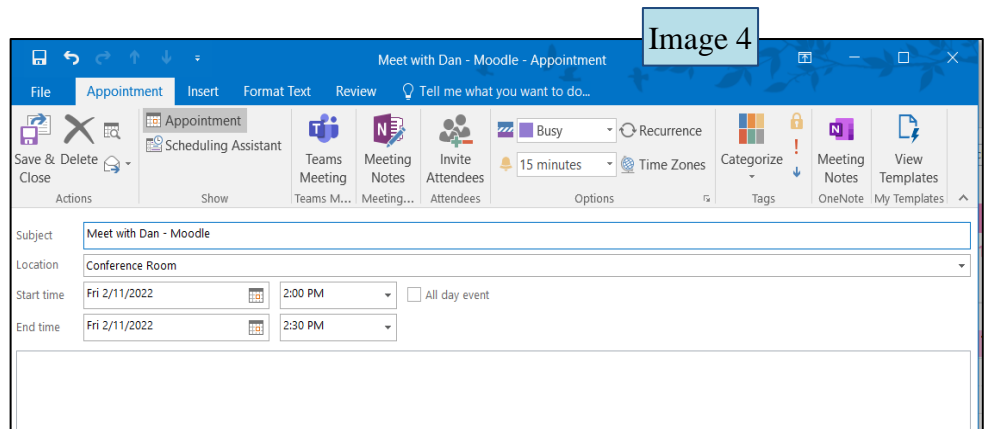 Image 4
Meet with Dan - Moodle - Appointment
File Appointment Insert Format Text Review Tell me what you want to do...
Appointment
Scheduling Assistant
Save & Close
Delete
Teams Meeting
Meeting Notes
Invite Attendees
Busy
Recurrence
15 minutes
Time Zones
Categorize
Meeting Notes
View Templates
Actions Show Teams M... Meeting... Attendees Options Tags OneNote My Templates
Subject Meet with Dan - Moodle
Location Conference Room
Start time Fri 2/11/2022 2:00 PM All day event
End time Fri 2/11/2022 2:30 PM